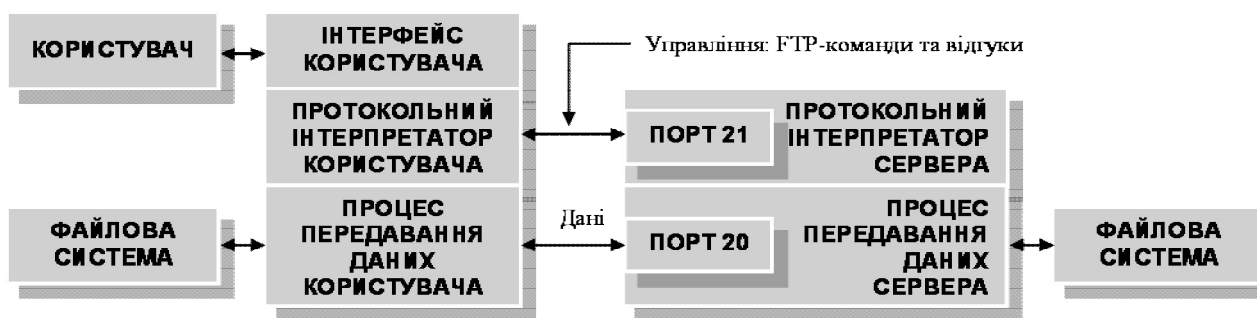 КОРИСТУВАЧ
ІНТЕРФЕЙС
КОРИСТУВАЧА
Управління: FTP-команди та відгуки
ПРОТОКОЛЬНИЙ
ІНТЕРПРЕТАТОР
КОРИСТУВАЧА
ПОРТ 21
ПРОТОКОЛЬНИЙ
ІНТЕРПРЕТАТОР
СЕРВЕРА
ФАЙЛОВА
СИСТЕМА
ПРОЦЕС
ПЕРЕДАВАННЯ
ДАНИХ
КОРИСТУВАЧА
Дані
ПОРТ 20
ПРОЦЕС
ПЕРЕДАВАННЯ
ДАНИХ
СЕРВЕРА
ФАЙЛОВА
СИСТЕМА